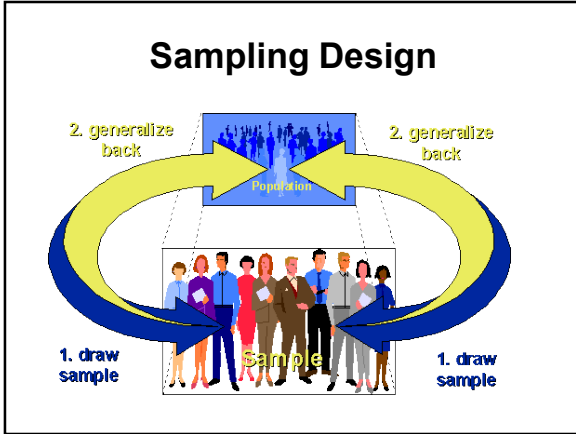 Sampling Design
2. generalize
back
2. generalize
back
Population
Sample
1. draw
sample
1. draw
sample